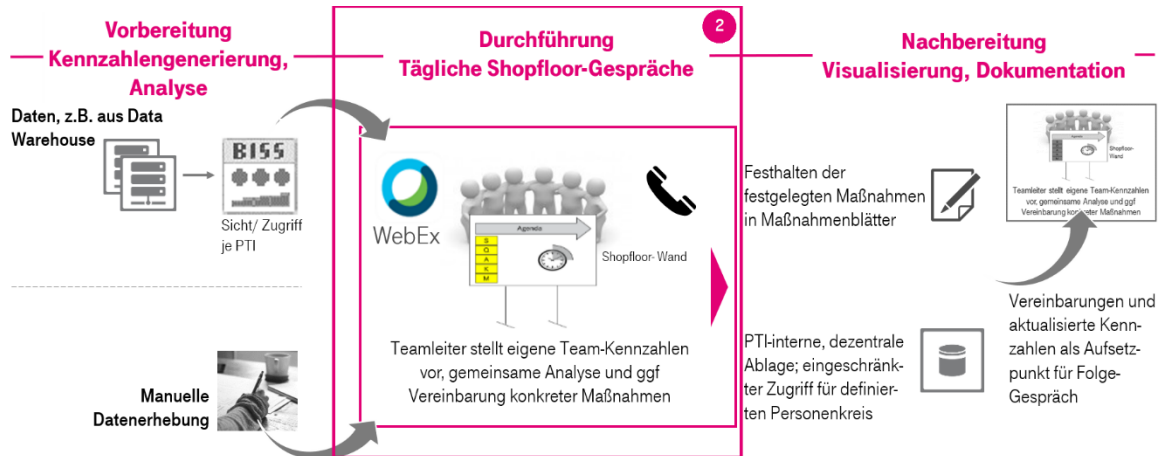 Vorbereitung
Kennzahlengenerierung,
Analyse
Daten, z.B. aus Data
Warehouse
BISS
Sicht/ Zugriff
je PTI
Manuelle
Datenerhebung
2
Durchführung
Tägliche Shopfloor-Gespräche
WebEx
Agenda
S
Q
A
K
M
Shopfloor-Wand
Teamleiter stellt eigene Team-Kennzahlen
vor, gemeinsame Analyse und ggf
Vereinbarung konkreter Maßnahmen
Nachbereitung
Visualisierung, Dokumentation
Festhalten der
festgelegten Maßnahmen
in Maßnahmenblätter
PTI-interne, dezentrale
Ablage; eingeschränk-
ter Zugriff für definier-
ten Personenkreis
Agenda
Shopfloor-
Wand
Teamleiter stellt eigene Team-Kennzahlen
vor, gemeinsame Analyse und ggf
Vereinbarung konkreter Maßnahmen
Vereinbarungen und
aktualisierte Kenn-
zahlen als Aufsetz-
punkt für Folge-
Gespräch